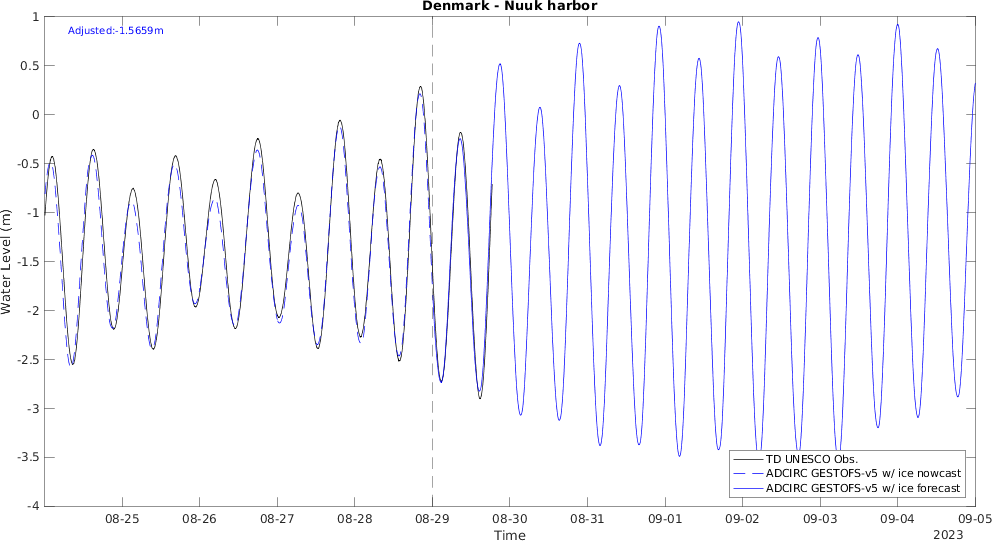 Denmark - Nuuk harbor
Adjusted:-1.5659m
1
0.5
0
-0.5
-1
-1.5
-2
-2.5
-3
-3.5
-4
Water Level (m)
TD UNESCO Obs.
ADCIRC GESTOFS-v5 w/ ice nowcast
ADCIRC GESTOFS-v5 w/ ice forecast
08-25 08-26 08-27 08-28 08-29 08-30 08-31 09-01 09-02 09-03 09-04 09-05
Time
2023